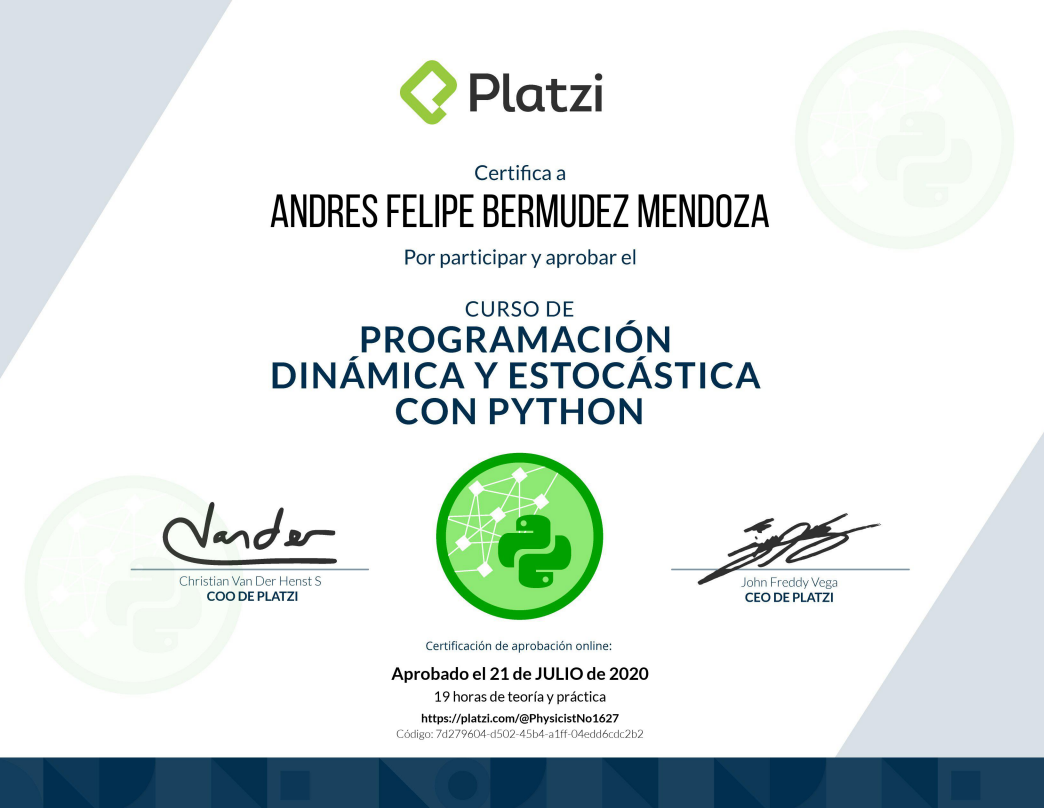 Platzi
Certifica a
ANDRES FELIPE BERMUDEZ MENDOZA
Por participar y aprobar el
CURSO DE
PROGRAMACIÓN
DINÁMICA Y ESTOCÁSTICA
CON PYTHON
Vander
Christian Van Der Henst S
COO DE PLATZI
John Freddy Vega
CEO DE PLATZI
Certificación de aprobación online:
Aprobado el 21 de JULIO de 2020
19 horas de teoría y práctica
https://platzi.com/@PhysicistNo1627
Código: 7d279604-d502-45b4-a1ff-04edd6cdc2b2